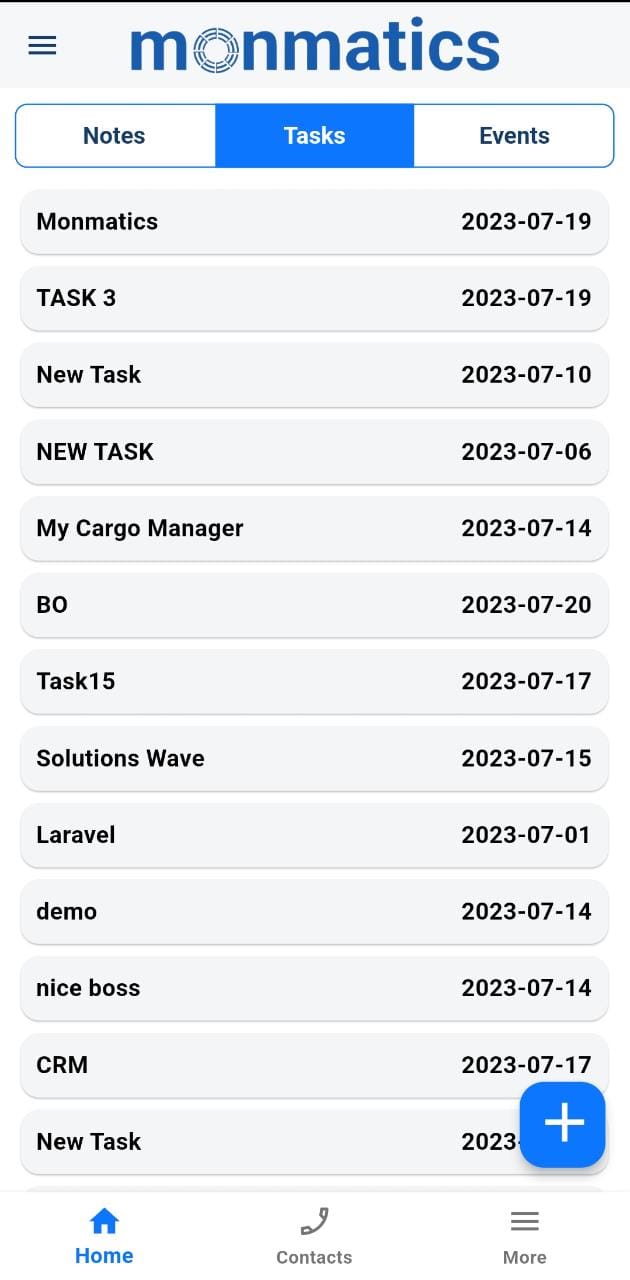 monmatics
Notes Tasks Events
Monmatics 2023-07-19
TASK 3 2023-07-19
New Task 2023-07-10
NEW TASK 2023-07-06
My Cargo Manager 2023-07-14
BO 2023-07-20
Task15 2023-07-17
Solutions Wave 2023-07-15
Laravel 2023-07-01
demo 2023-07-14
nice boss 2023-07-14
CRM 2023-07-17
New Task 2023-
Home Contacts More